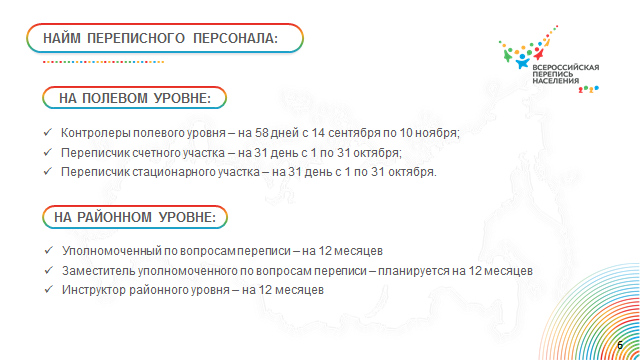 НАЙМ ПЕРЕПИСНОГО ПЕРСОНАЛА:
ВСЕРОССИЙСКАЯ
ПЕРЕПИСЬ
НАСЕЛЕНИЯ
2020
НА ПОЛЕВОМ УРОВНЕ:
✓ Контролеры полевого уровня – на 58 дней с 14 сентября по 10 ноября;
✓ Переписчик счетного участка – на 31 день с 1 по 31 октября;
✓ Переписчик стационарного участка – на 31 день с 1 по 31 октября.
НА РАЙОННОМ УРОВНЕ:
✓ Уполномоченный по вопросам переписи – на 12 месяцев
✓ Заместитель уполномоченного по вопросам переписи – планируется на 12 месяцев
✓ Инструктор районного уровня – на 12 месяцев
6